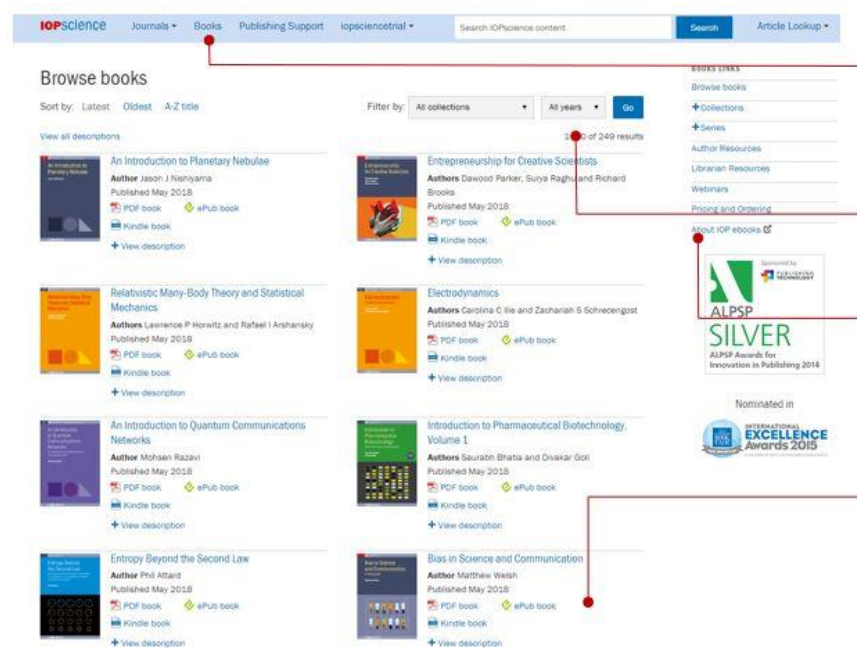 IOPscience Journals Books Publishing Support iopsciencetrial Search IOPscience content Search Article Lookup
Browse books
Sort by: Latest Oldest A-Z title
Filter by: All collections All years Go
View all descriptions
of 249 results
An Introduction to Planetary Nebulae
Author Jason J Nishiyama
Published May 2018
PDF book ePub book
Kindle book
+ View description
Entrepreneurship for Creative Scientists
Authors Dawood Parker, Surya Raghu and Richard
Brooks
Published May 2018
PDF book ePub book
Kindle book
+ View description
Relativistic Many-Body Theory and Statistical
Mechanics
Authors Lawrence P Horwitz and Rafael I Arshansky
Published May 2018
PDF book ePub book
Kindle book
+ View description
Electrodynamics
Authors Carolina C Ilie and Zachariah S Schrecengost
Published May 2018
PDF book ePub book
Kindle book
+ View description
An Introduction to Quantum Communications
Networks
Author Mohsen Razavi
Published May 2018
PDF book ePub book
Kindle book
+ View description
Introduction to Pharmaceutical Biotechnology,
Volume 1
Authors Saurabh Bhatia and Divakar Goli
Published May 2018
PDF book ePub book
Kindle book
+ View description
Entropy Beyond the Second Law
Author Phil Attard
Published May 2018
PDF book ePub book
Kindle book
+ View description
Bias in Science and Communication
Author Matthew Welsh
Published May 2018
PDF book ePub book
Kindle book
+ View description
BOOKS LINKS
Browse books
+Collections
+Series
Author Resources
Librarian Resources
Webinars
Pricing and Ordering
About IOP ebooks
Sponsored by
PUBLISHING
TECHNOLOGY
ALPSP
SILVER
ALPSP Awards for
Innovation in Publishing 2014
Nominated in
INTERNATIONAL
EXCELLENCE
Awards 2015